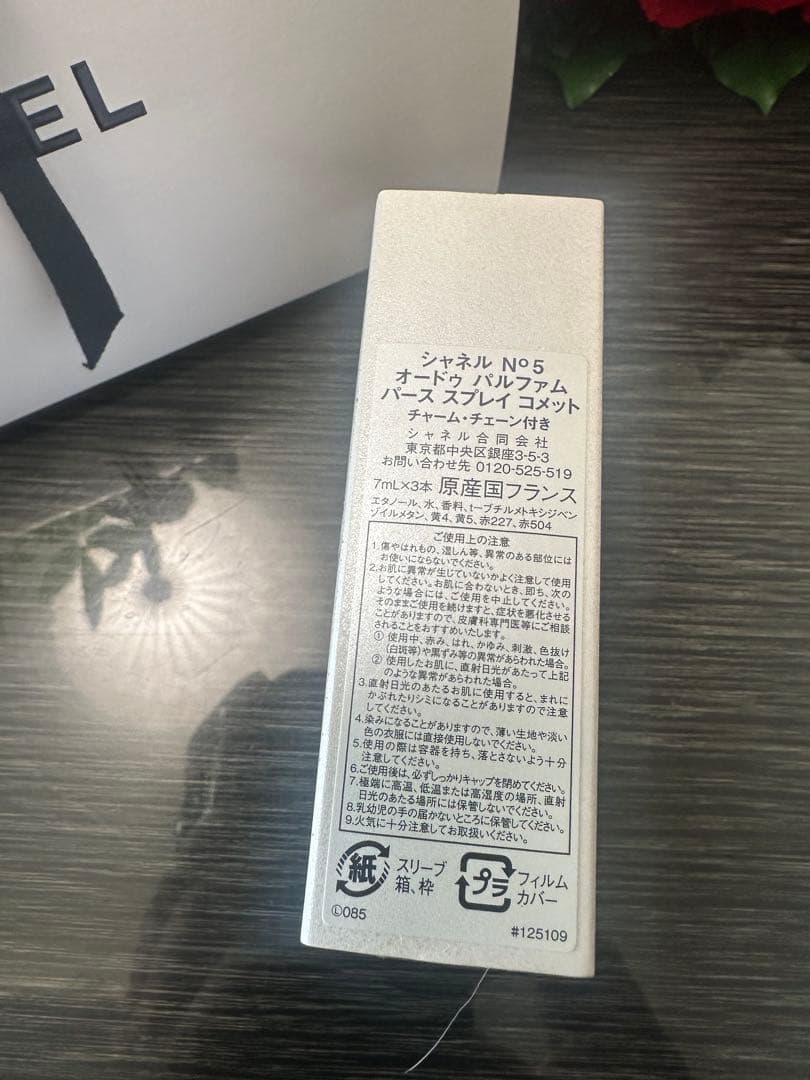 EL
シャネル Nº5
オードゥ パルファム
パース スプレイ コメット
チャーム・チェーン付き
シャネル合同会社
東京都中央区銀座3-5-3
お問い合わせ先 0120-525-519
7mL×3本 原産国フランス
エタノール、水、香料、t-ブチルメトキシジベン
ゾイルメタン、黄4、黄5、赤227、赤504
ご使用上の注意
1.傷やはれもの、湿しん等、異常のある部位には
お使いにならないでください。
2.お肌に異常が生じていないかよく注意して使用
してください。お肌に合わないとき、即ち、次の
ような場合には、ご使用を中止してください。
そのままご使用を続けますと、症状を悪化させる
ことがありますので、皮膚科専門医等にご相談
されることをおすすめいたします。
① 使用中、赤み、はれ、かゆみ、刺激、色抜け
(白斑等)や黒ずみ等の異常があらわれた場合。
② 使用したお肌に、直射日光があたって上記
のような異常があらわれた場合。
3.直射日光のあたるお肌に使用すると、まれに
かぶれたりシミになることがありますので注意
してください。
4.染みになることがありますので、薄い生地や淡い
色の衣服には直接使用しないでください。
5.使用の際は容器を持ち、落とさないよう十分
注意してください。
6.ご使用後は、必ずしっかりキャップを閉めてください。
7.極端に高温、低温または高湿度の場所、直射
日光のあたる場所には保管しないでください。
8.乳幼児の手の届かないところに保管してください。
9.火気に十分注意してお取扱いください。
紙 スリーブ
箱、枠
プラ フィルム
カバー
Ⓛ085
#125109